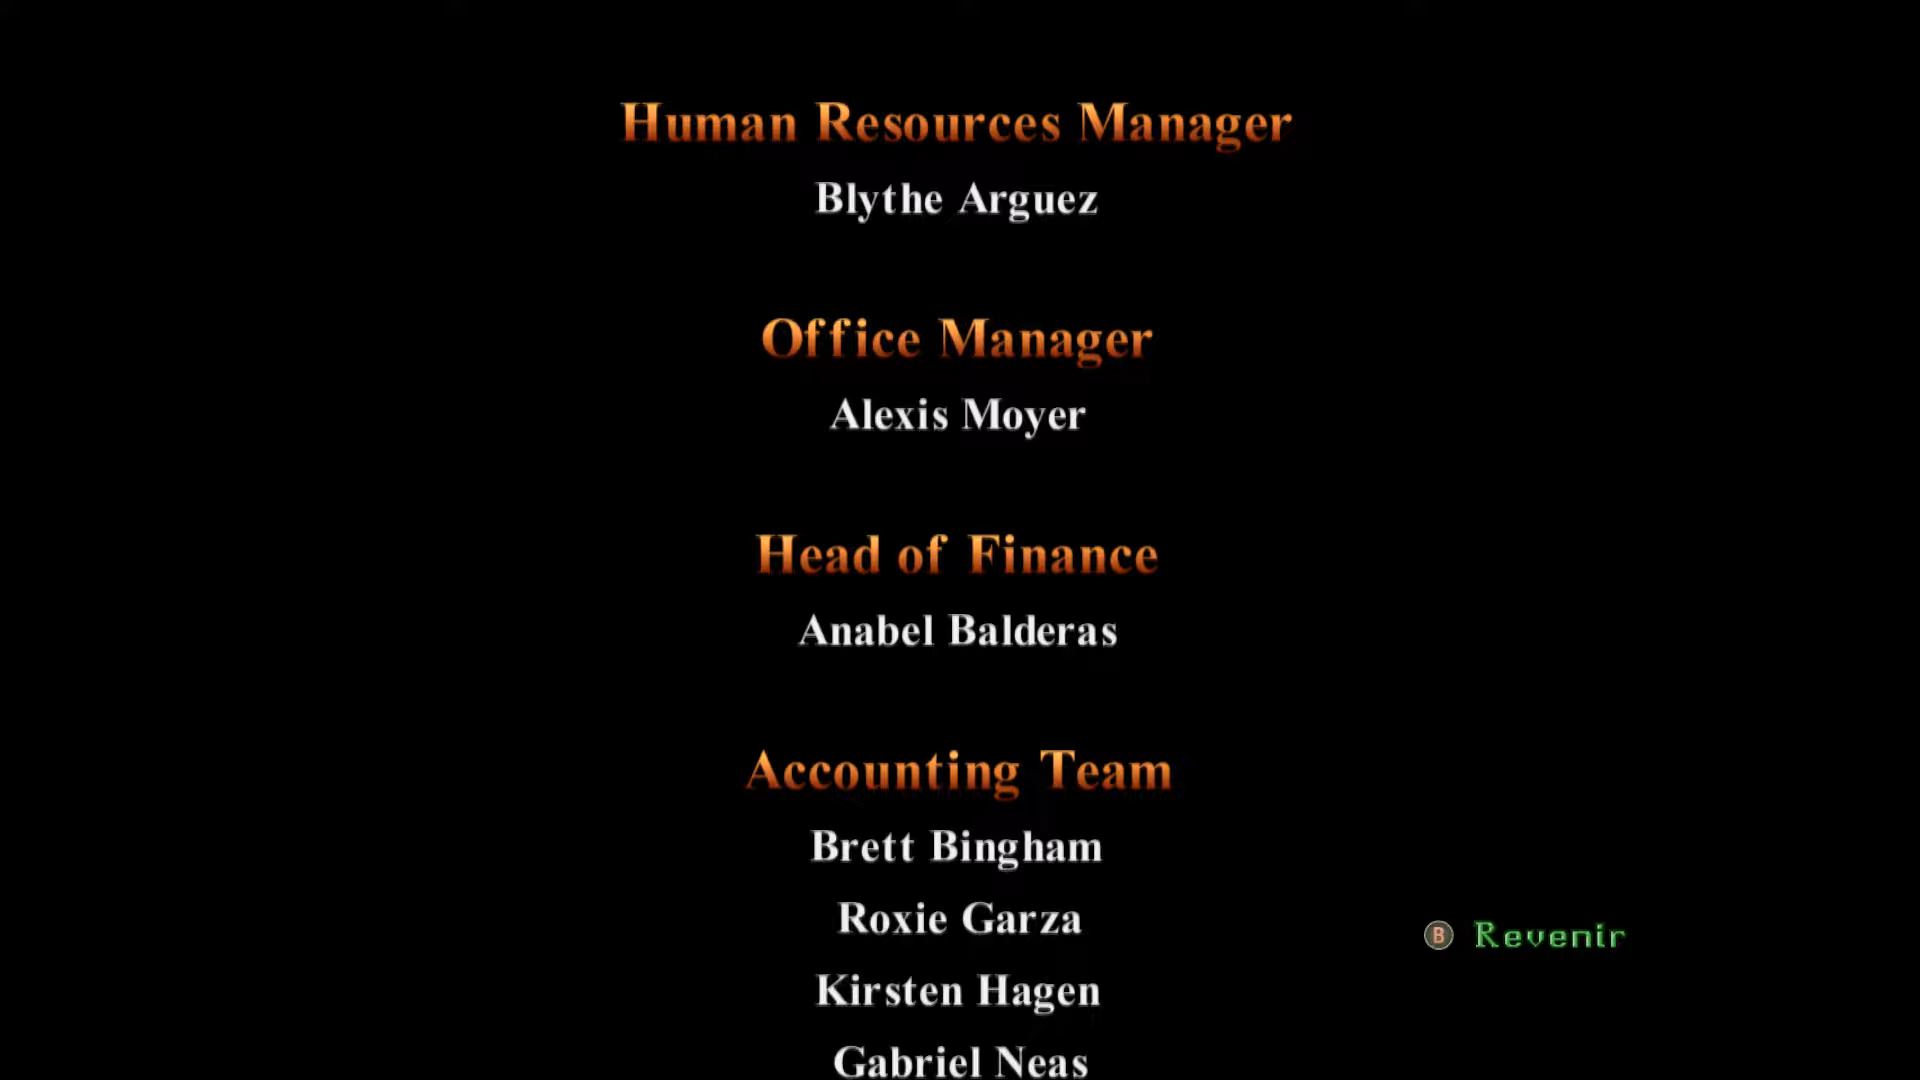 Human Resources Manager
Blythe Arguez
Office Manager
Alexis Moyer
Head of Finance
Anabel Balderas
Accounting Team
Brett Bingham
Roxie Garza
B Revenir
Kirsten Hagen
Gabriel Neas